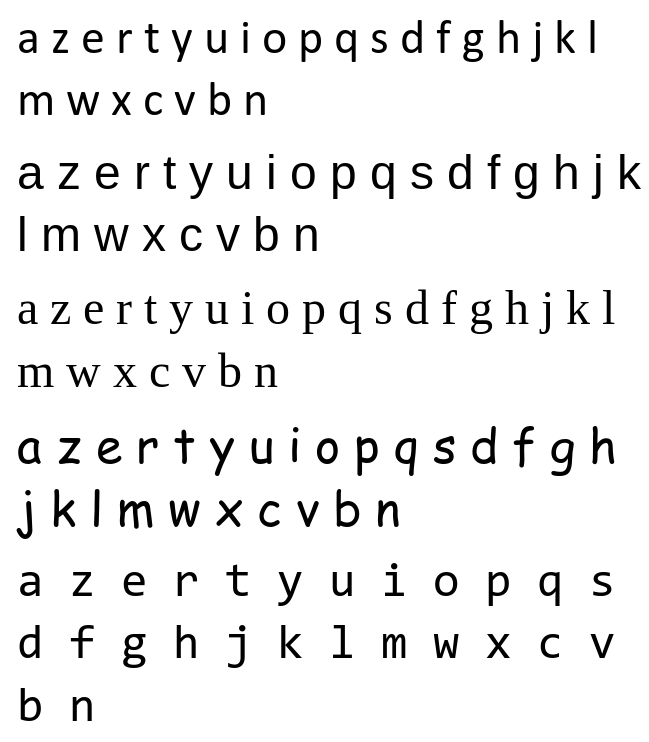 a z e r t y u i o p q s d f g h j k l
m w x c v b n
a z e r t y u i o p q s d f g h j k
l m w x c v b n
a z e r t y u i o p q s d f g h j k l
m w x c v b n
a z e r t y u i o p q s d f g h
j k l m w x c v b n
a z e r t y u i o p q s
d f g h j k l m w x c v
b n